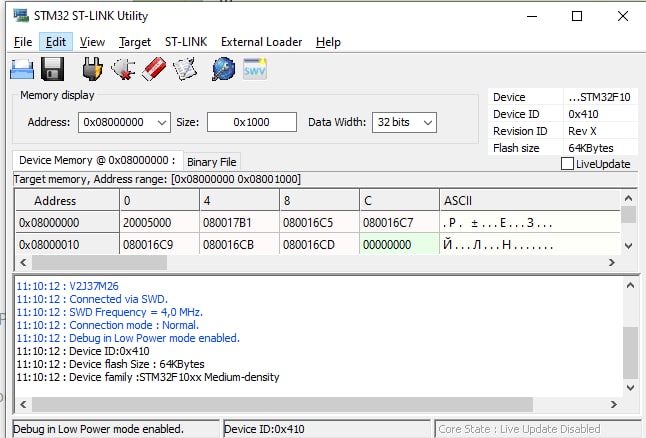 STM32 ST-LINK Utility
File Edit View Target ST-LINK External Loader Help
SWV
Memory display
Address: 0x08000000 Size: 0x1000 Data Width: 32 bits
Device ...STM32F10
Device ID 0x410
Revision ID Rev X
Flash size 64KBytes
LiveUpdate
Device Memory @ 0x08000000 : Binary File
Target memory, Address range: [0x08000000 0x08001000]
Address 0 4 8 C ASCII
0x08000000 20005000 080017B1 080016C5 080016C7 .P. ±...Е...З...
0x08000010 080016C9 080016CB 080016CD 00000000 Й...Л...Н.......
11:10:12 : V2J37M26
11:10:12 : Connected via SWD.
11:10:12 : SWD Frequency = 4,0 MHz.
11:10:12 : Connection mode : Normal.
11:10:12 : Debug in Low Power mode enabled.
11:10:12 : Device ID:0x410
11:10:12 : Device flash Size : 64KBytes
11:10:12 : Device family :STM32F10xx Medium-density
Debug in Low Power mode enabled. Device ID:0x410 Core State : Live Update Disabled